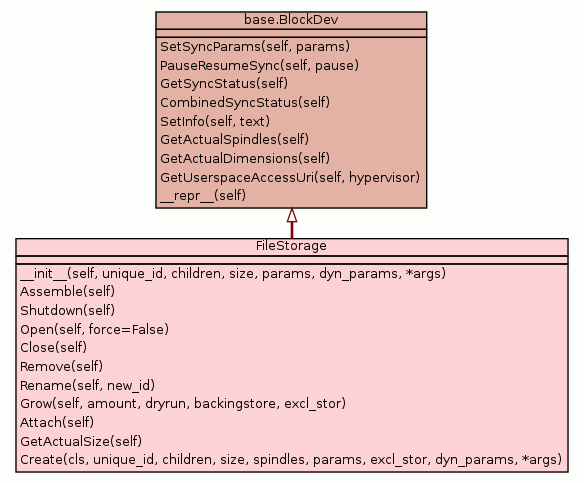 base.BlockDev
SetSyncParams(self, params)
PauseResumeSync(self, pause)
GetSyncStatus(self)
CombinedSyncStatus(self)
SetInfo(self, text)
GetActualSpindles(self)
GetActualDimensions(self)
GetUserspaceAccessUri(self, hypervisor)
__repr__(self)
FileStorage
__init__(self, unique_id, children, size, params, dyn_params, *args)
Assemble(self)
Shutdown(self)
Open(self, force=False)
Close(self)
Remove(self)
Rename(self, new_id)
Grow(self, amount, dryrun, backingstore, excl_stor)
Attach(self)
GetActualSize(self)
Create(cls, unique_id, children, size, spindles, params, excl_stor, dyn_params, *args)